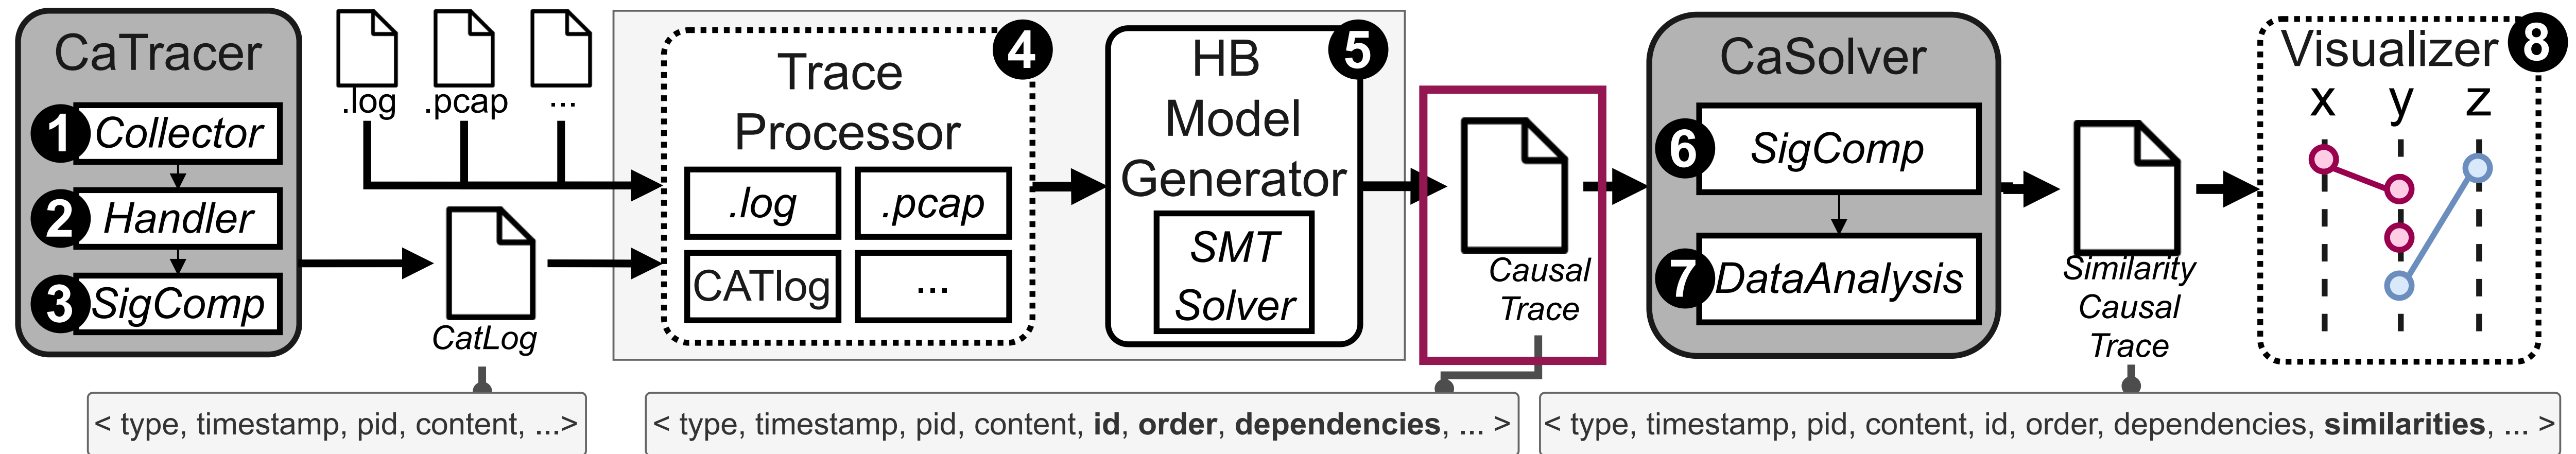 CaTracer
1 Collector
2 Handler
3 SigComp
.log
.pcap
...
CatLog
< type, timestamp, pid, content, ...>
4
Trace
Processor
.log
.pcap
CATlog
...
5
HB
Model
Generator
SMT
Solver
Causal
Trace
< type, timestamp, pid, content, id, order, dependencies, ... >
CaSolver
6 SigComp
7 DataAnalysis
Similarity
Causal
Trace
< type, timestamp, pid, content, id, order, dependencies, similarities, ... >
Visualizer 8
x y z